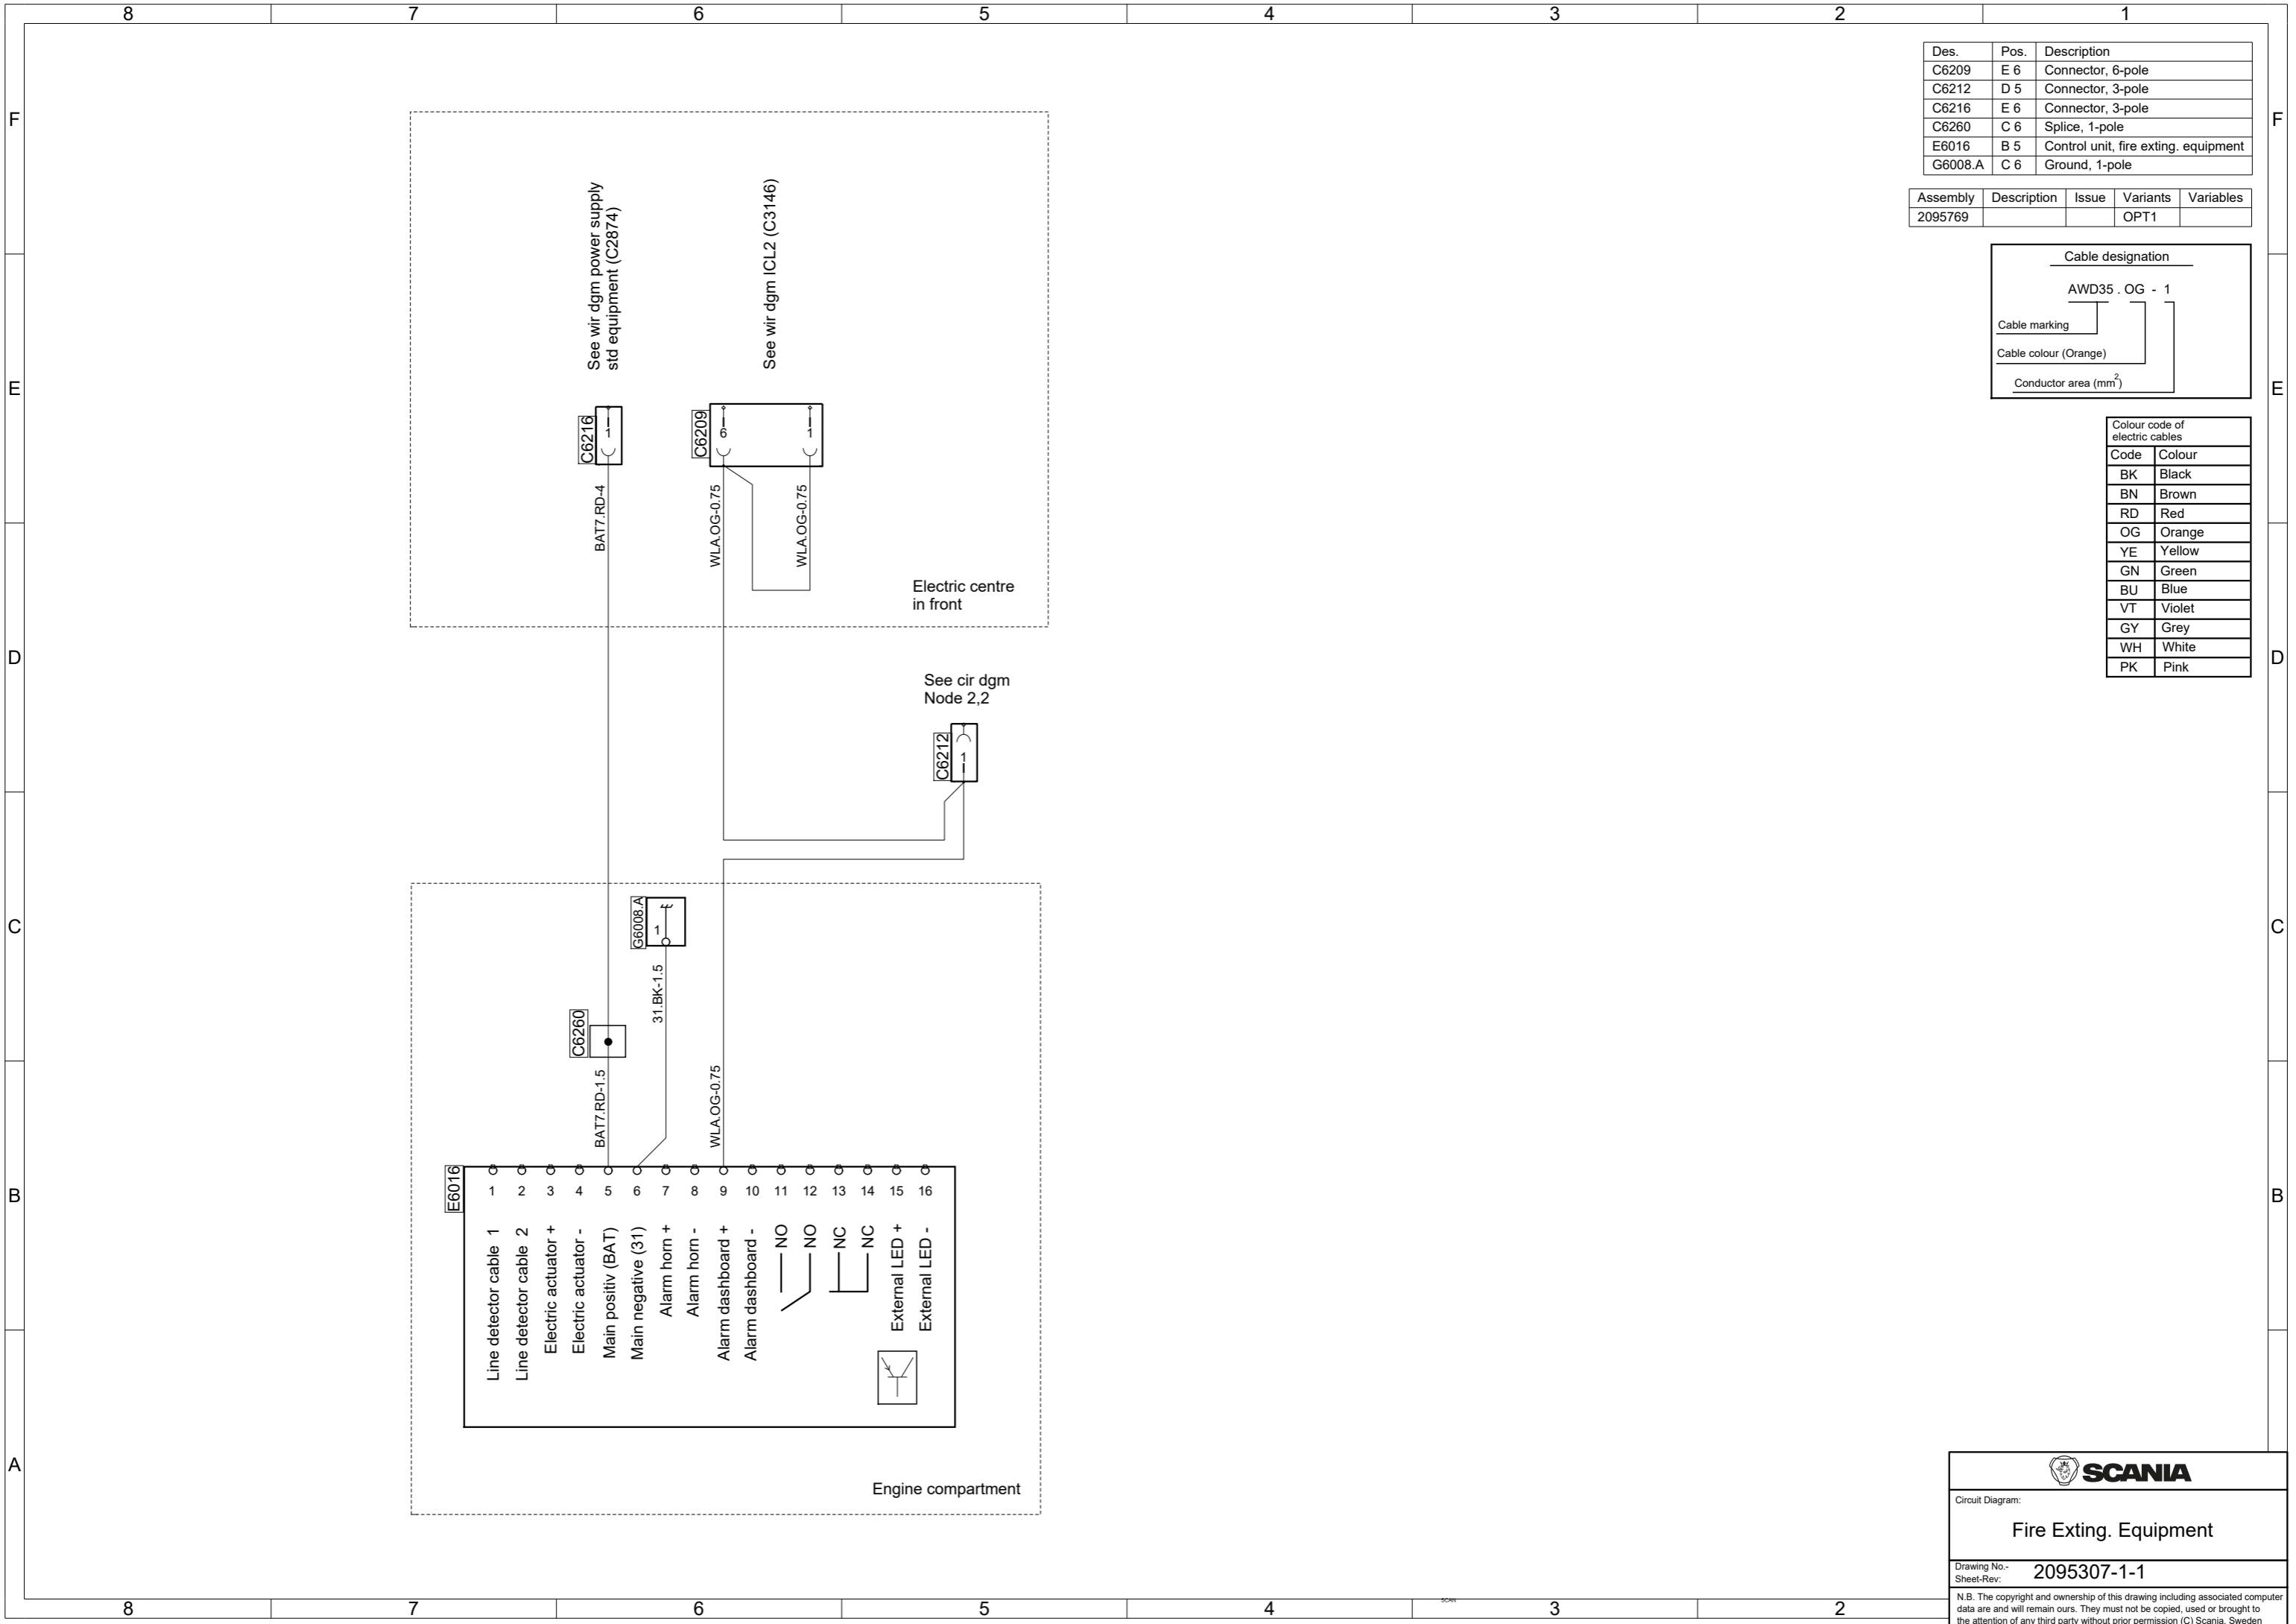 8 7 6 5 4 3 2 1
F
E
D
C
B
A
F
E
D
C
B
Des. Pos. Description
C6209 E 6 Connector, 6-pole
C6212 D 5 Connector, 3-pole
C6216 E 6 Connector, 3-pole
C6260 C 6 Splice, 1-pole
E6016 B 5 Control unit, fire exting. equipment
G6008.A C 6 Ground, 1-pole
Assembly Description Issue Variants Variables
2095769 OPT1
Cable designation
AWD35 . OG - 1
Cable marking
Cable colour (Orange)
Conductor area (mm2)
Colour code of
electric cables
Code Colour
BK Black
BN Brown
RD Red
OG Orange
YE Yellow
GN Green
BU Blue
VT Violet
GY Grey
WH White
PK Pink
See wir dgm power supply
std equipment (C2874)
See wir dgm ICL2 (C3146)
C6216
1
C6209
6
1
BAT7.RD-4
WLA.OG-0.75
WLA.OG-0.75
Electric centre
in front
See cir dgm
Node 2,2
C6212
1
G6008.A
1
31.BK-1.5
C6260
BAT7.RD-1.5
WLA.OG-0.75
E6016
1 2 3 4 5 6 7 8 9 10 11 12 13 14 15 16
Line detector cable 1
Line detector cable 2
Electric actuator +
Electric actuator -
Main positiv (BAT)
Main negative (31)
Alarm horn +
Alarm horn -
Alarm dashboard +
Alarm dashboard -
NO
NO
NC
NC
External LED +
External LED -
Engine compartment
SCANIA
Circuit Diagram:
Fire Exting. Equipment
Drawing No.-
Sheet-Rev:
2095307-1-1
N.B. The copyright and ownership of this drawing including associated computer
data are and will remain ours. They must not be copied, used or brought to
the attention of any third party without prior permission (C) Scania, Sweden
8 7 6 5 4 3 2
SCAN